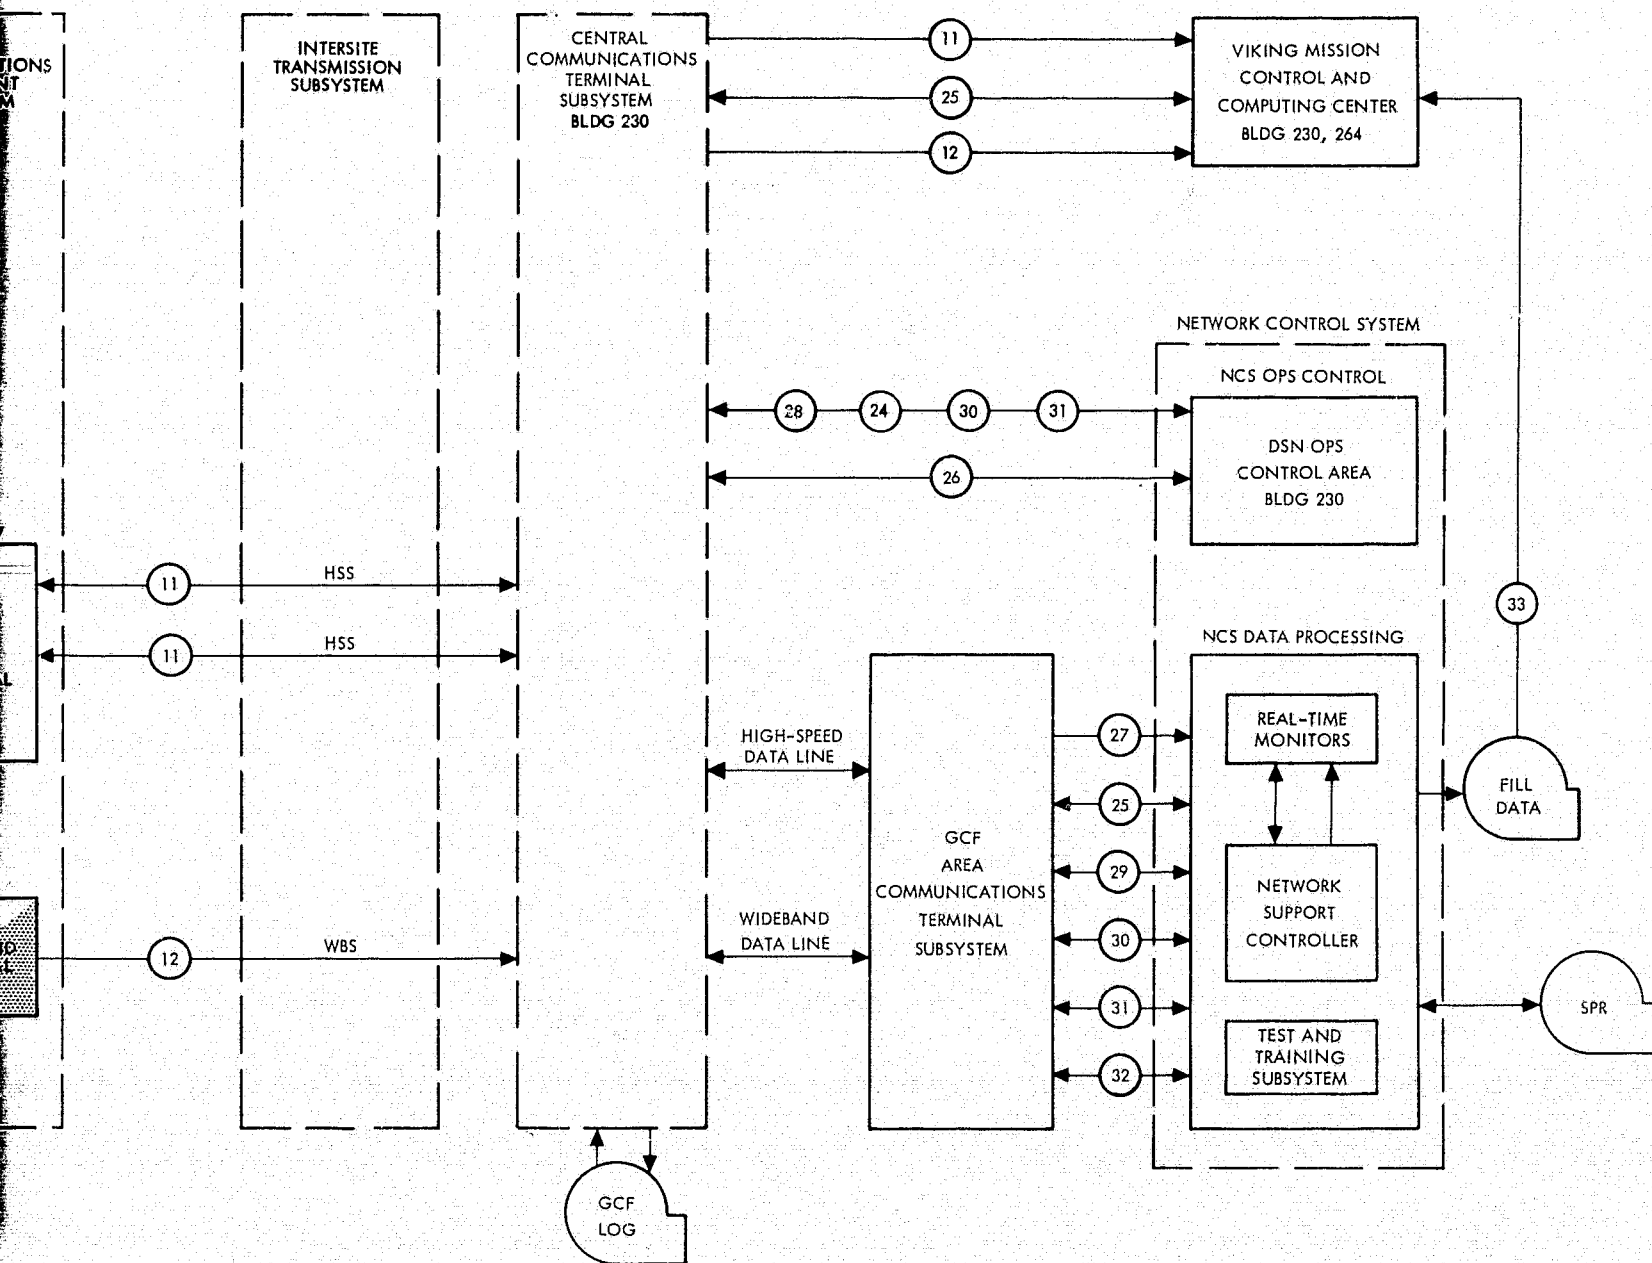 INTERSITE
TRANSMISSION
SUBSYSTEM
CENTRAL
COMMUNICATIONS
TERMINAL
SUBSYSTEM
BLDG 230
11
25
12
VIKING MISSION
CONTROL AND
COMPUTING CENTER
BLDG 230, 264
NETWORK CONTROL SYSTEM
NCS OPS CONTROL
28 24 30 31
26
DSN OPS
CONTROL AREA
BLDG 230
11 HSS
11 HSS
12 WBS
33
NCS DATA PROCESSING
HIGH-SPEED
DATA LINE
WIDEBAND
DATA LINE
GCF
AREA
COMMUNICATIONS
TERMINAL
SUBSYSTEM
27
25
29
30
31
32
REAL-TIME
MONITORS
NETWORK
SUPPORT
CONTROLLER
TEST AND
TRAINING
SUBSYSTEM
FILL
DATA
SPR
GCF
LOG